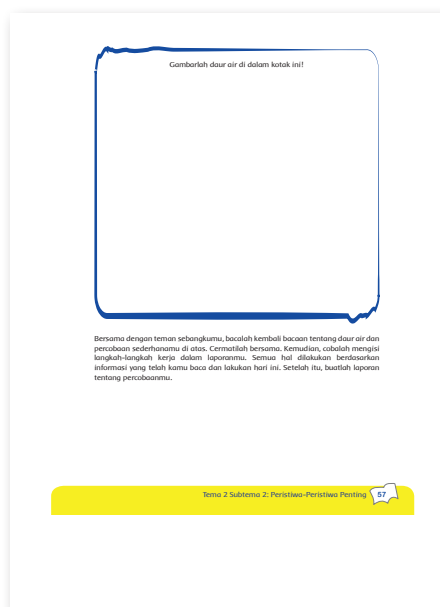 Gambarlah daur air di dalam kotak ini!
Bersama dengan teman sebangkumu, bacalah kembali bacaan tentang daur air dan
percobaan sederhanamu di atas. Cermatilah bersama. Kemudian, cobalah mengisi
langkah-langkah kerja dalam laporanmu. Semua hal dilakukan berdasarkan
informasi yang telah kamu baca dan lakukan hari ini. Setelah itu, buatlah laporan
tentang percobaanmu.
Tema 2 Subtema 2: Peristiwa-Peristiwa Penting
57